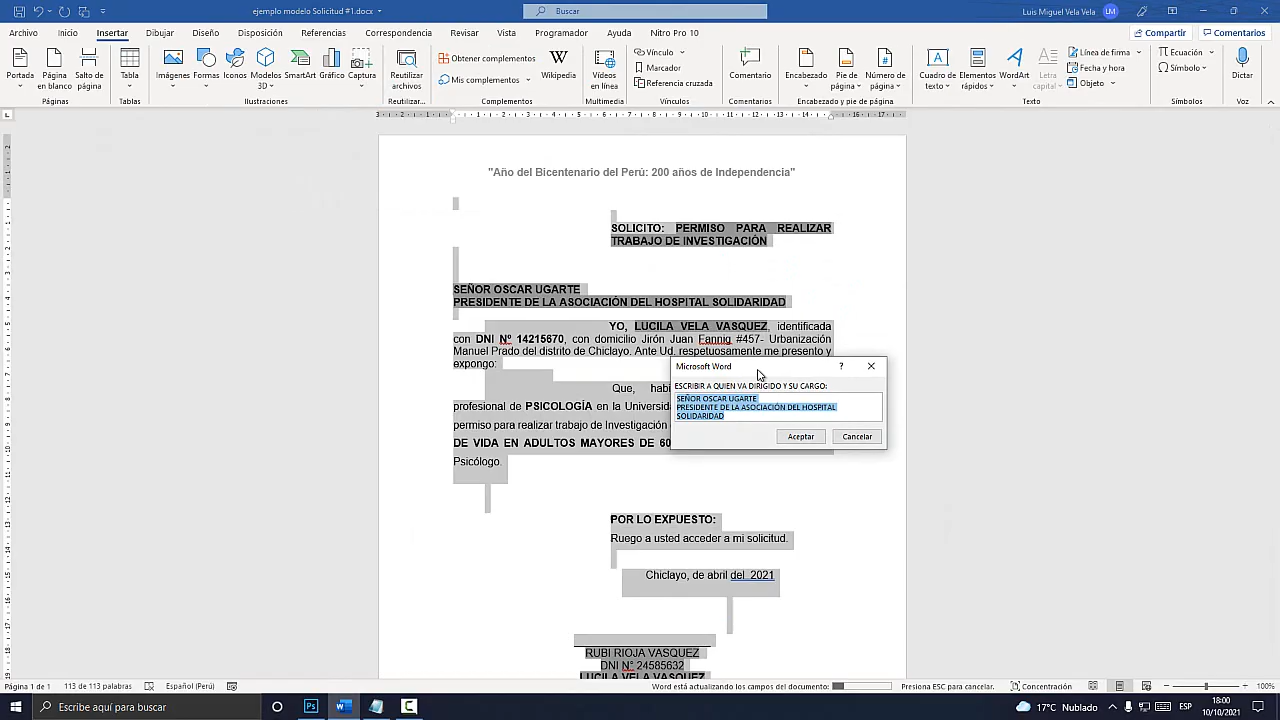 ejemplo modelo Solicitud #1.docx
Buscar
Luis Miguel Vela Vela
LM
Archivo
Inicio
Insertar
Dibujar
Diseño
Disposición
Referencias
Correspondencia
Revisar
Vista
Programador
Ayuda
Nitro Pro 10
Compartir
Comentarios
Portada
Página en blanco
Salto de página
Tabla
Imágenes
Formas
Iconos
Modelos 3D
SmartArt
Gráfico
Captura
Reutilizar archivos
Obtener complementos
Mis complementos
Wikipedia
Vídeos en línea
Vínculo
Marcador
Referencia cruzada
Comentario
Encabezado
Pie de página
Número de página
Cuadro de texto
Elementos rápidos
WordArt
Letra capital
Línea de firma
Fecha y hora
Objeto
Ecuación
Símbolo
Dictar
Páginas
Tablas
Ilustraciones
Reutilizar...
Complementos
Multimedia
Vínculos
Comentarios
Encabezado y pie de página
Texto
Símbolos
Voz
"Año del Bicentenario del Perú: 200 años de Independencia"
SOLICITO: PERMISO PARA REALIZAR
TRABAJO DE INVESTIGACIÓN
SEÑOR OSCAR UGARTE
PRESIDENTE DE LA ASOCIACIÓN DEL HOSPITAL SOLIDARIDAD
YO, LUCILA VELA VASQUEZ, identificada
con DNI Nº 14215670, con domicilio Jirón Juan Fannig #457- Urbanización
Manuel Prado del distrito de Chiclayo. Ante Ud. respetuosamente me presento y
expongo:
Que, habi
profesional de PSICOLOGÍA en la Universida
permiso para realizar trabajo de Investigación
DE VIDA EN ADULTOS MAYORES DE 60
Psicólogo.
Microsoft Word
?
ESCRIBIR A QUIEN VA DIRIGIDO Y SU CARGO:
SEÑOR OSCAR UGARTE
PRESIDENTE DE LA ASOCIACIÓN DEL HOSPITAL
SOLIDARIDAD
Aceptar
Cancelar
POR LO EXPUESTO:
Ruego a usted acceder a mi solicitud.
Chiclayo, de abril del 2021
RUBI RIOJA VASQUEZ
DNI Nº 24585632
LUCILA VELA VASQUEZ
Página 1 de 1
113 de 113 palabras
Español (Perú)
Word está actualizando los campos del documento:
Presiona ESC para cancelar.
Concentración
100%
Escribe aquí para buscar
17°C Nublado
ESP
18:00
10/10/2021